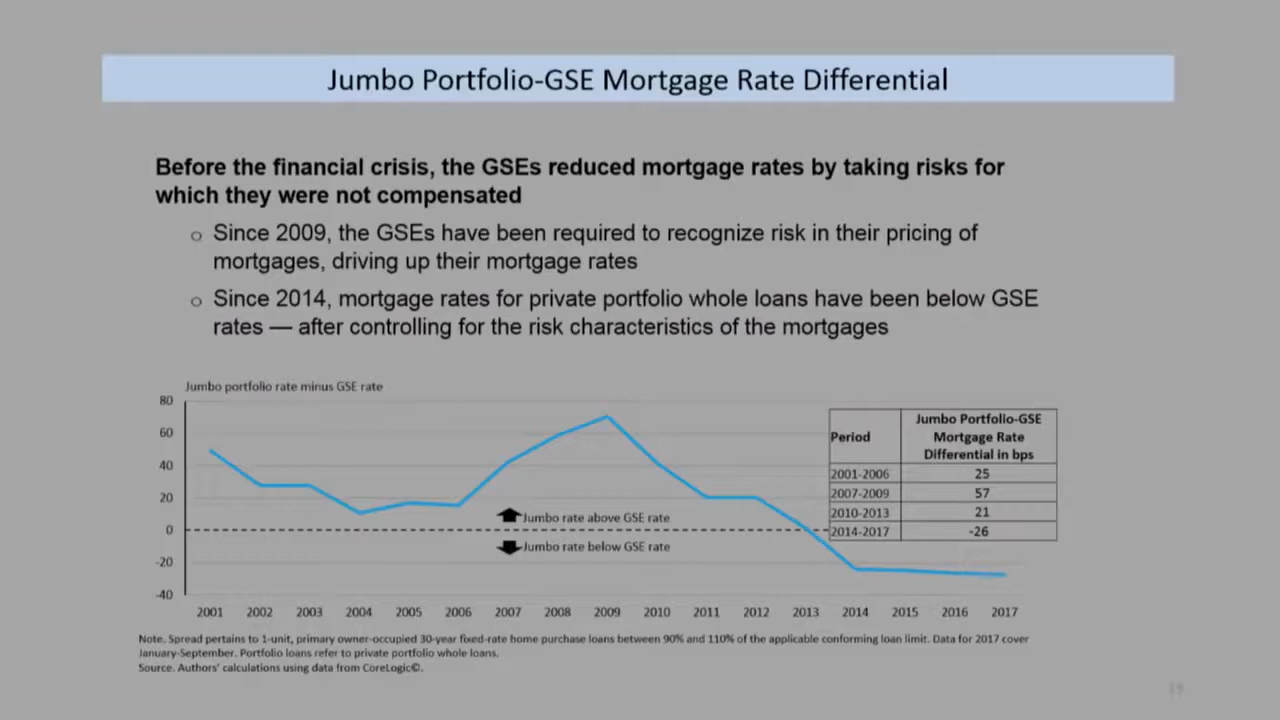 Jumbo Portfolio-GSE Mortgage Rate Differential
Before the financial crisis, the GSEs reduced mortgage rates by taking risks for
which they were not compensated
o Since 2009, the GSEs have been required to recognize risk in their pricing of
mortgages, driving up their mortgage rates
o Since 2014, mortgage rates for private portfolio whole loans have been below GSE
rates — after controlling for the risk characteristics of the mortgages
Jumbo portfolio rate minus GSE rate
80
60
40
20
0
-20
-40
Jumbo rate above GSE rate
Jumbo rate below GSE rate
2001 2002 2003 2004 2005 2006 2007 2008 2009 2010 2011 2012 2013 2014 2015 2016 2017
Period
Jumbo Portfolio-GSE
Mortgage Rate
Differential in bps
2001-2006 25
2007-2009 57
2010-2013 21
2014-2017 -26
Note. Spread pertains to 1-unit, primary owner-occupied 30-year fixed-rate home purchase loans between 90% and 110% of the applicable conforming loan limit. Data for 2017 cover
January-September. Portfolio loans refer to private portfolio whole loans.
Source. Authors' calculations using data from CoreLogic©.